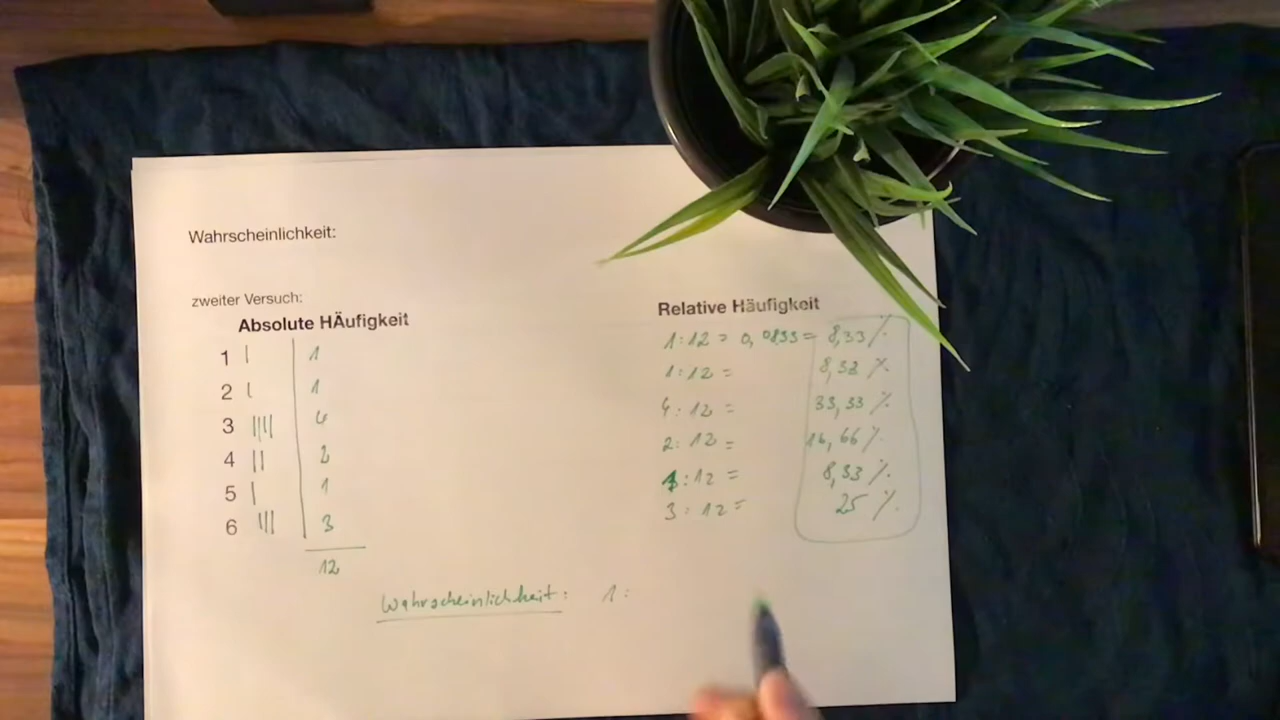 Wahrscheinlichkeit:
zweiter Versuch:
Absolute HÄufigkeit
1 | 1
2 | 1
3 |||| 4
4 || 2
5 | 1
6 ||| 3
12
Relative Häufigkeit
1:12 = 0,0833 = 8,33 %
1:12 = 8,33 %
4:12 = 33,33 %
2:12 = 16,66 %
1:12 = 8,33 %
3:12 = 25 %
Wahrscheinlichkeit: 1: